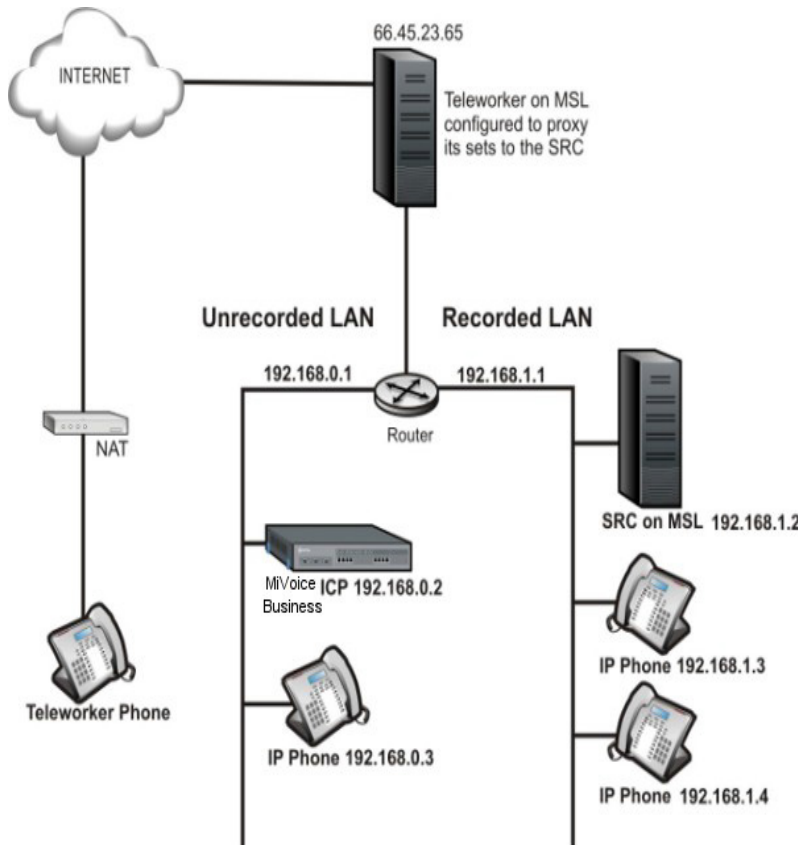 66.45.23.65
INTERNET
Teleworker on MSL
configured to proxy
its sets to the SRC
Unrecorded LAN
Recorded LAN
192.168.0.1
192.168.1.1
Router
NAT
SRC on MSL 192.168.1.2
MiVoice ICP 192.168.0.2
Business
IP Phone 192.168.1.3
Teleworker Phone
IP Phone 192.168.0.3
IP Phone 192.168.1.4